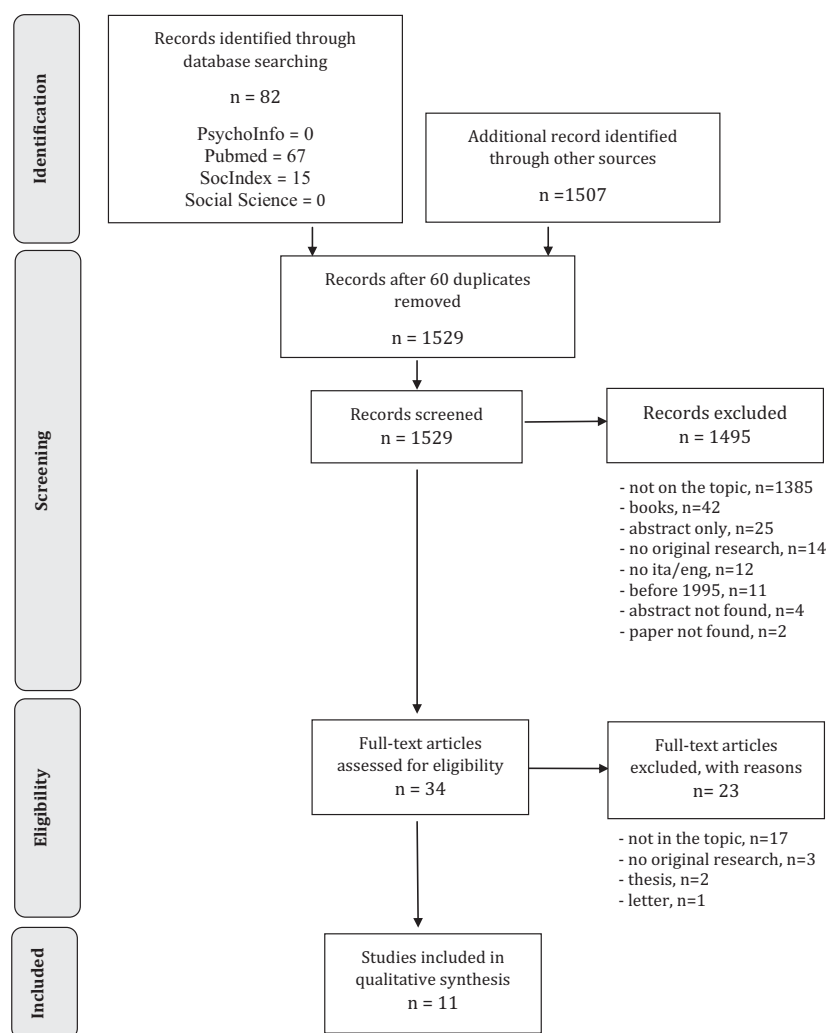 Identification
Records identified through
database searching
n = 82
PsychoInfo = 0
Pubmed = 67
SocIndex = 15
Social Science = 0
Additional record identified
through other sources
n =1507
Screening
Records after 60 duplicates
removed
n = 1529
Records screened
n = 1529
Records excluded
n = 1495
- not on the topic, n=1385
- books, n=42
- abstract only, n=25
- no original research, n=14
- no ita/eng, n=12
- before 1995, n=11
- abstract not found, n=4
- paper not found, n=2
Eligibility
Full-text articles
assessed for eligibility
n = 34
Full-text articles
excluded, with reasons
n= 23
- not in the topic, n=17
- no original research, n=3
- thesis, n=2
- letter, n=1
Included
Studies included in
qualitative synthesis
n = 11